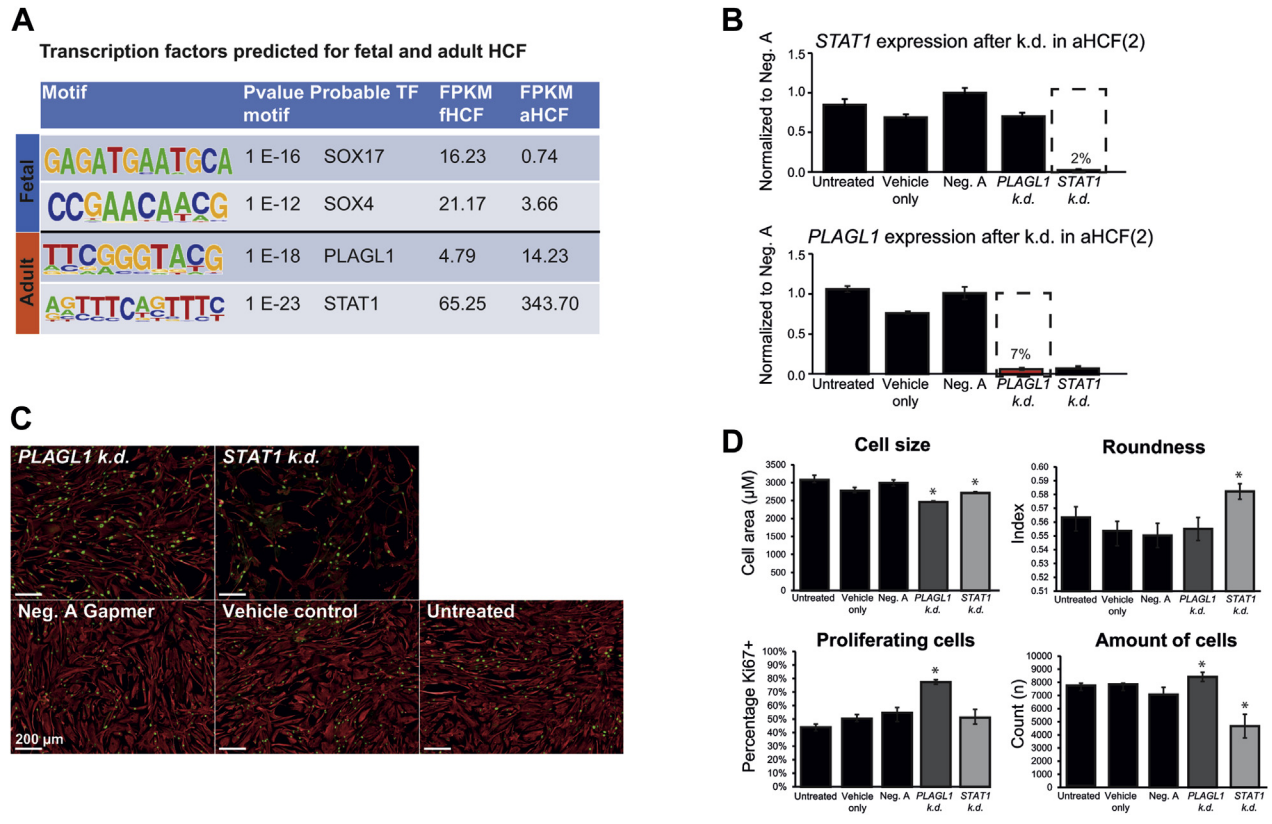 A
Transcription factors predicted for fetal and adult HCF
Motif Pvalue motif Probable TF FPKM fHCF FPKM aHCF
Fetal
GAGATGAATGCA 1 E-16 SOX17 16.23 0.74
CCGAACAACG 1 E-12 SOX4 21.17 3.66
Adult
TTCGGGTACG 1 E-18 PLAGL1 4.79 14.23
AGTTTCAGTTTC 1 E-23 STAT1 65.25 343.70
B
STAT1 expression after k.d. in aHCF(2)
Normalized to Neg. A
1.5
1.0
0.5
0.0
2%
Untreated Vehicle only Neg. A PLAGL1 k.d. STAT1 k.d.
PLAGL1 expression after k.d. in aHCF(2)
Normalized to Neg. A
1.5
1.0
0.5
0.0
7%
Untreated Vehicle only Neg. A PLAGL1 k.d. STAT1 k.d.
C
PLAGL1 k.d. STAT1 k.d.
Neg. A Gapmer Vehicle control Untreated
200 µm
D
Cell size
Cell area (µM)
3500
3000
2500
2000
1500
1000
500
0
* *
Untreated Vehicle only Neg. A PLAGL1 k.d. STAT1 k.d.
Roundness
Index
0.60
0.59
0.58
0.57
0.56
0.55
0.54
0.53
0.52
0.51
*
Untreated Vehicle only Neg. A PLAGL1 k.d. STAT1 k.d.
Proliferating cells
Percentage Ki67+
100%
90%
80%
70%
60%
50%
40%
30%
20%
10%
0%
*
Untreated Vehicle only Neg. A PLAGL1 k.d. STAT1 k.d.
Amount of cells
Count (n)
10000
9000
8000
7000
6000
5000
4000
3000
2000
1000
0
* *
Untreated Vehicle only Neg. A PLAGL1 k.d. STAT1 k.d.